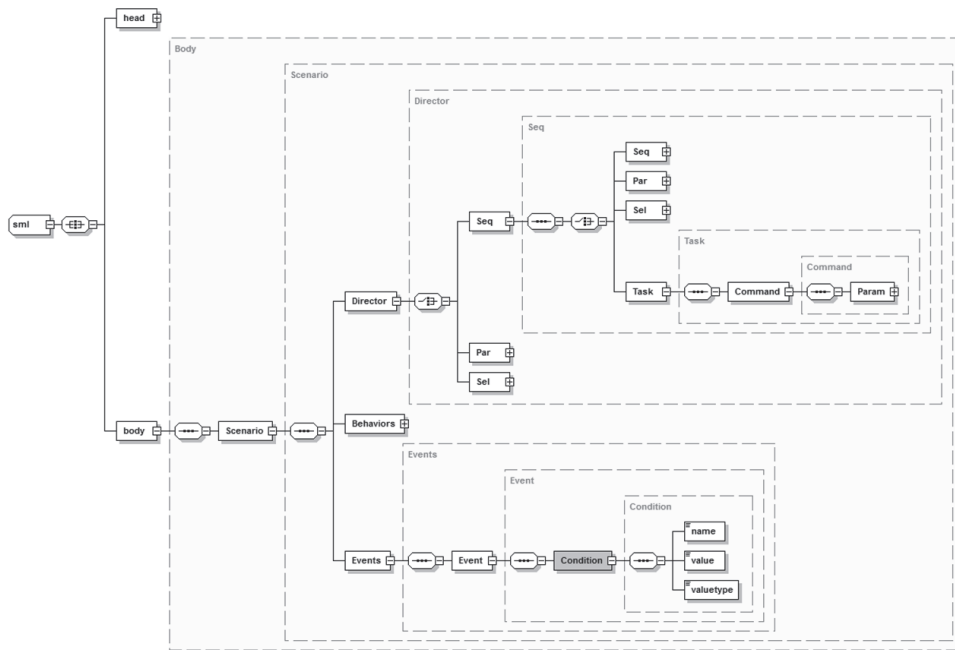 head
Body
Scenario
Director
Seq
Seq
Par
Sel
sml
Seq
Task
Command
Task
Command
Param
Director
Par
Sel
Behaviors
body
Scenario
Events
Event
Condition
name
Events
Event
Condition
value
valuetype